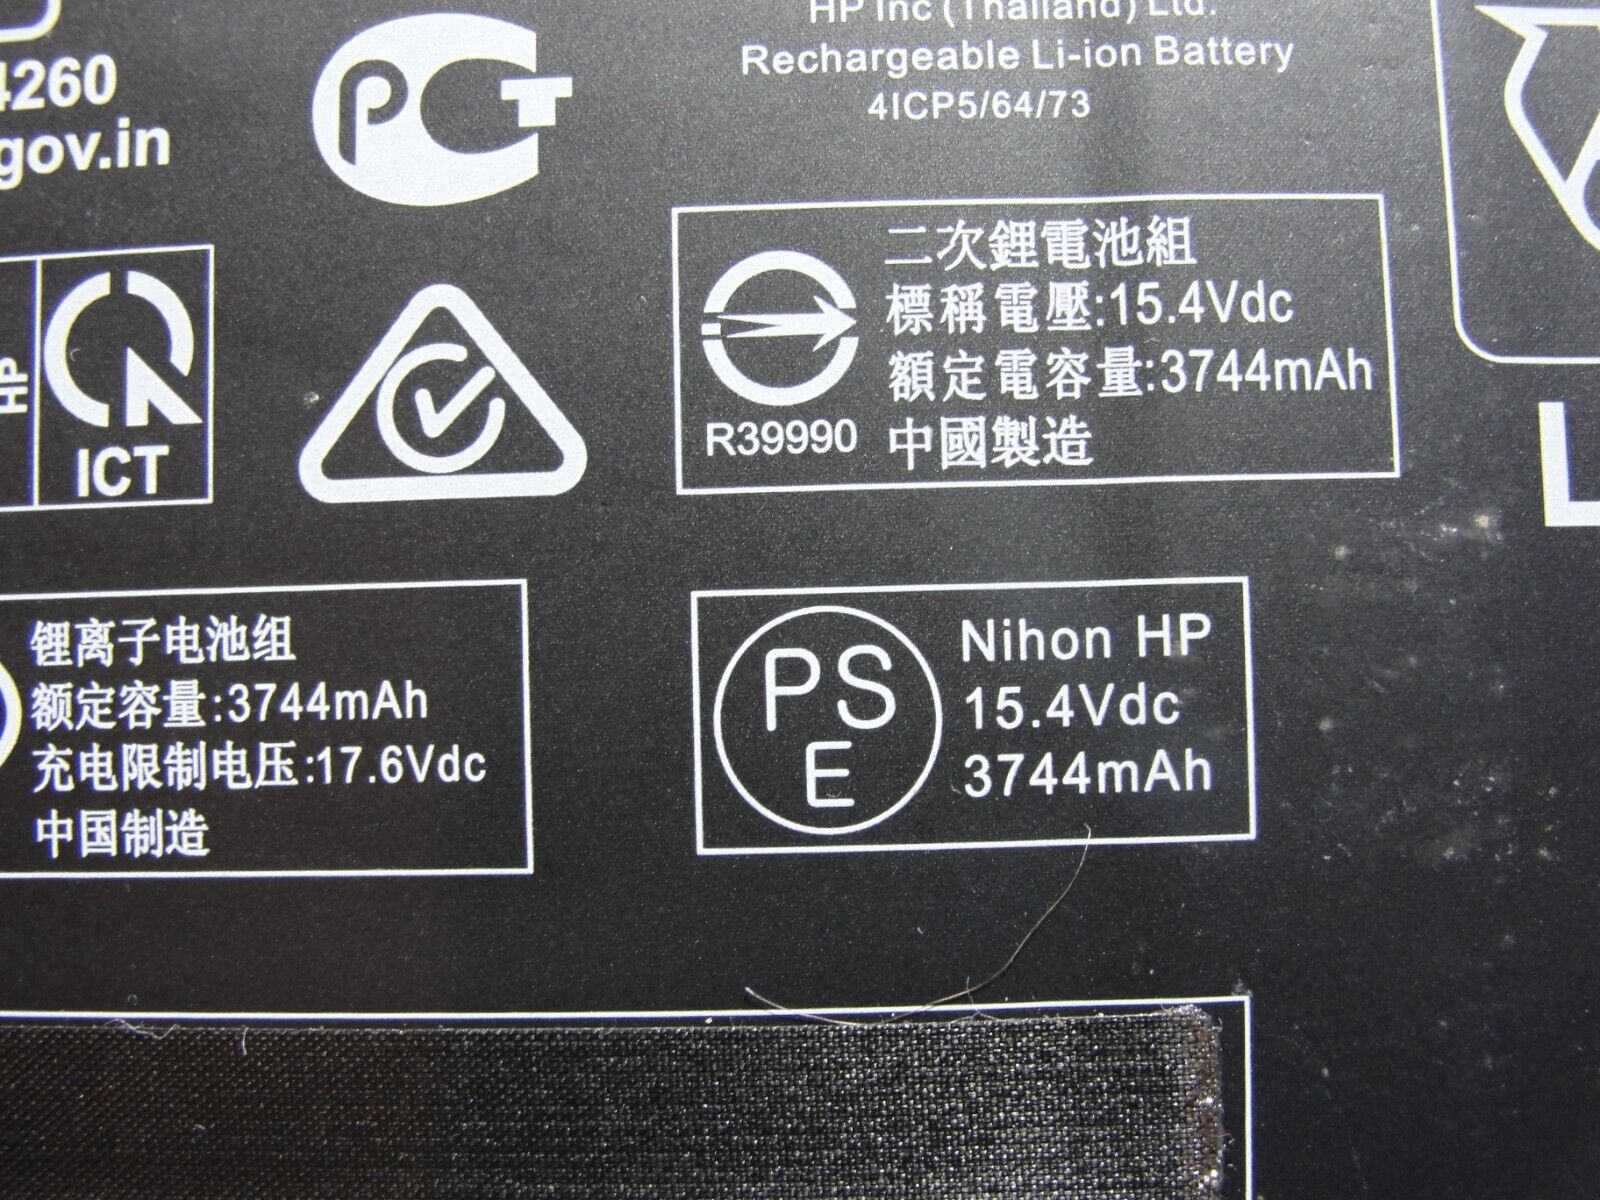 4260
gov.in
PCT
HP Inc (Thailand) Ltd.
Rechargeable Li-ion Battery
4ICP5/64/73
HP
ICT
R39990
二次鋰電池組
標稱電壓:15.4Vdc
額定電容量:3744mAh
中國製造
锂离子电池组
额定容量:3744mAh
充电限制电压:17.6Vdc
中国制造
PS
E
Nihon HP
15.4Vdc
3744mAh